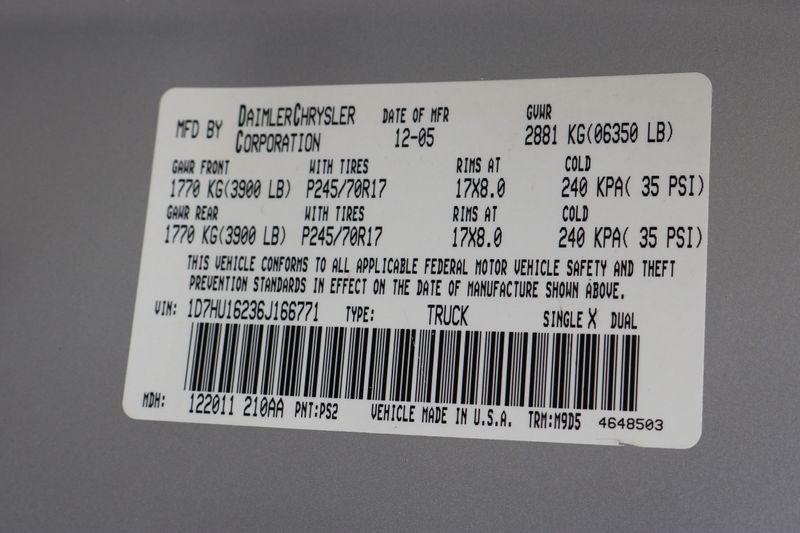 MFD BY DAIMLERCHRYSLER CORPORATION DATE OF MFR 12-05 GVWR 2881 KG(06350 LB)
GAWR FRONT WITH TIRES RIMS AT COLD
1770 KG(3900 LB) P245/70R17 17X8.0 240 KPA( 35 PSI)
GAWR REAR WITH TIRES RIMS AT COLD
1770 KG(3900 LB) P245/70R17 17X8.0 240 KPA( 35 PSI)
THIS VEHICLE CONFORMS TO ALL APPLICABLE FEDERAL MOTOR VEHICLE SAFETY AND THEFT
PREVENTION STANDARDS IN EFFECT ON THE DATE OF MANUFACTURE SHOWN ABOVE.
VIN: 1D7HU16236J166771 TYPE: TRUCK SINGLE X DUAL
MDH: 122011 210AA PNT:PS2 VEHICLE MADE IN U.S.A. TRM:M9D5 4648503